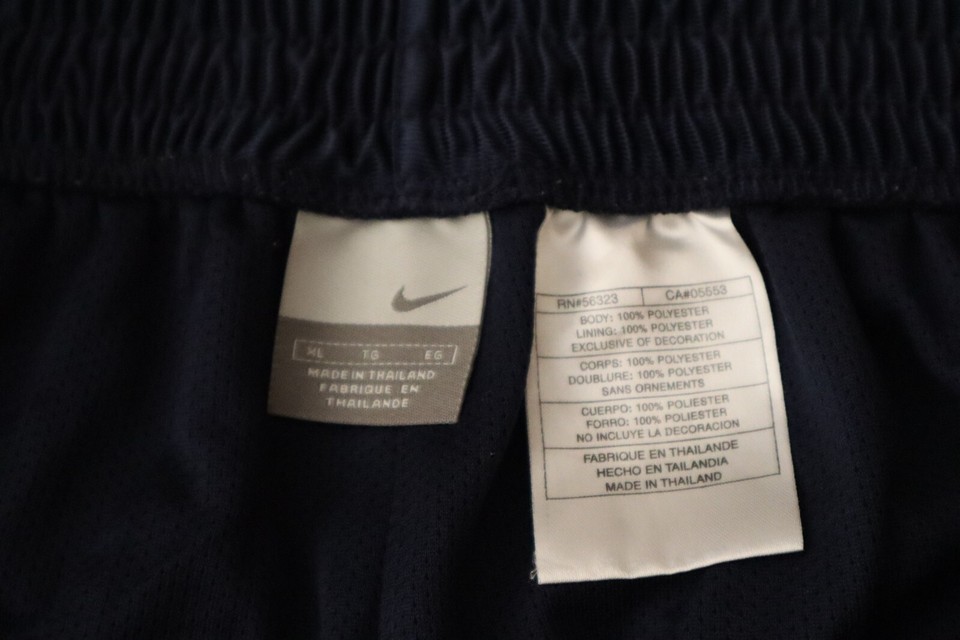 XL TG EG
MADE IN THAILAND
FABRIQUE EN
THAILANDE
RN#56323 CA#05553
BODY: 100% POLYESTER
LINING: 100% POLYESTER
EXCLUSIVE OF DECORATION
CORPS: 100% POLYESTER
DOUBLURE: 100% POLYESTER
SANS ORNEMENTS
CUERPO: 100% POLIESTER
FORRO: 100% POLIESTER
NO INCLUYE LA DECORACION
FABRIQUE EN THAILANDE
HECHO EN TAILANDIA
MADE IN THAILAND